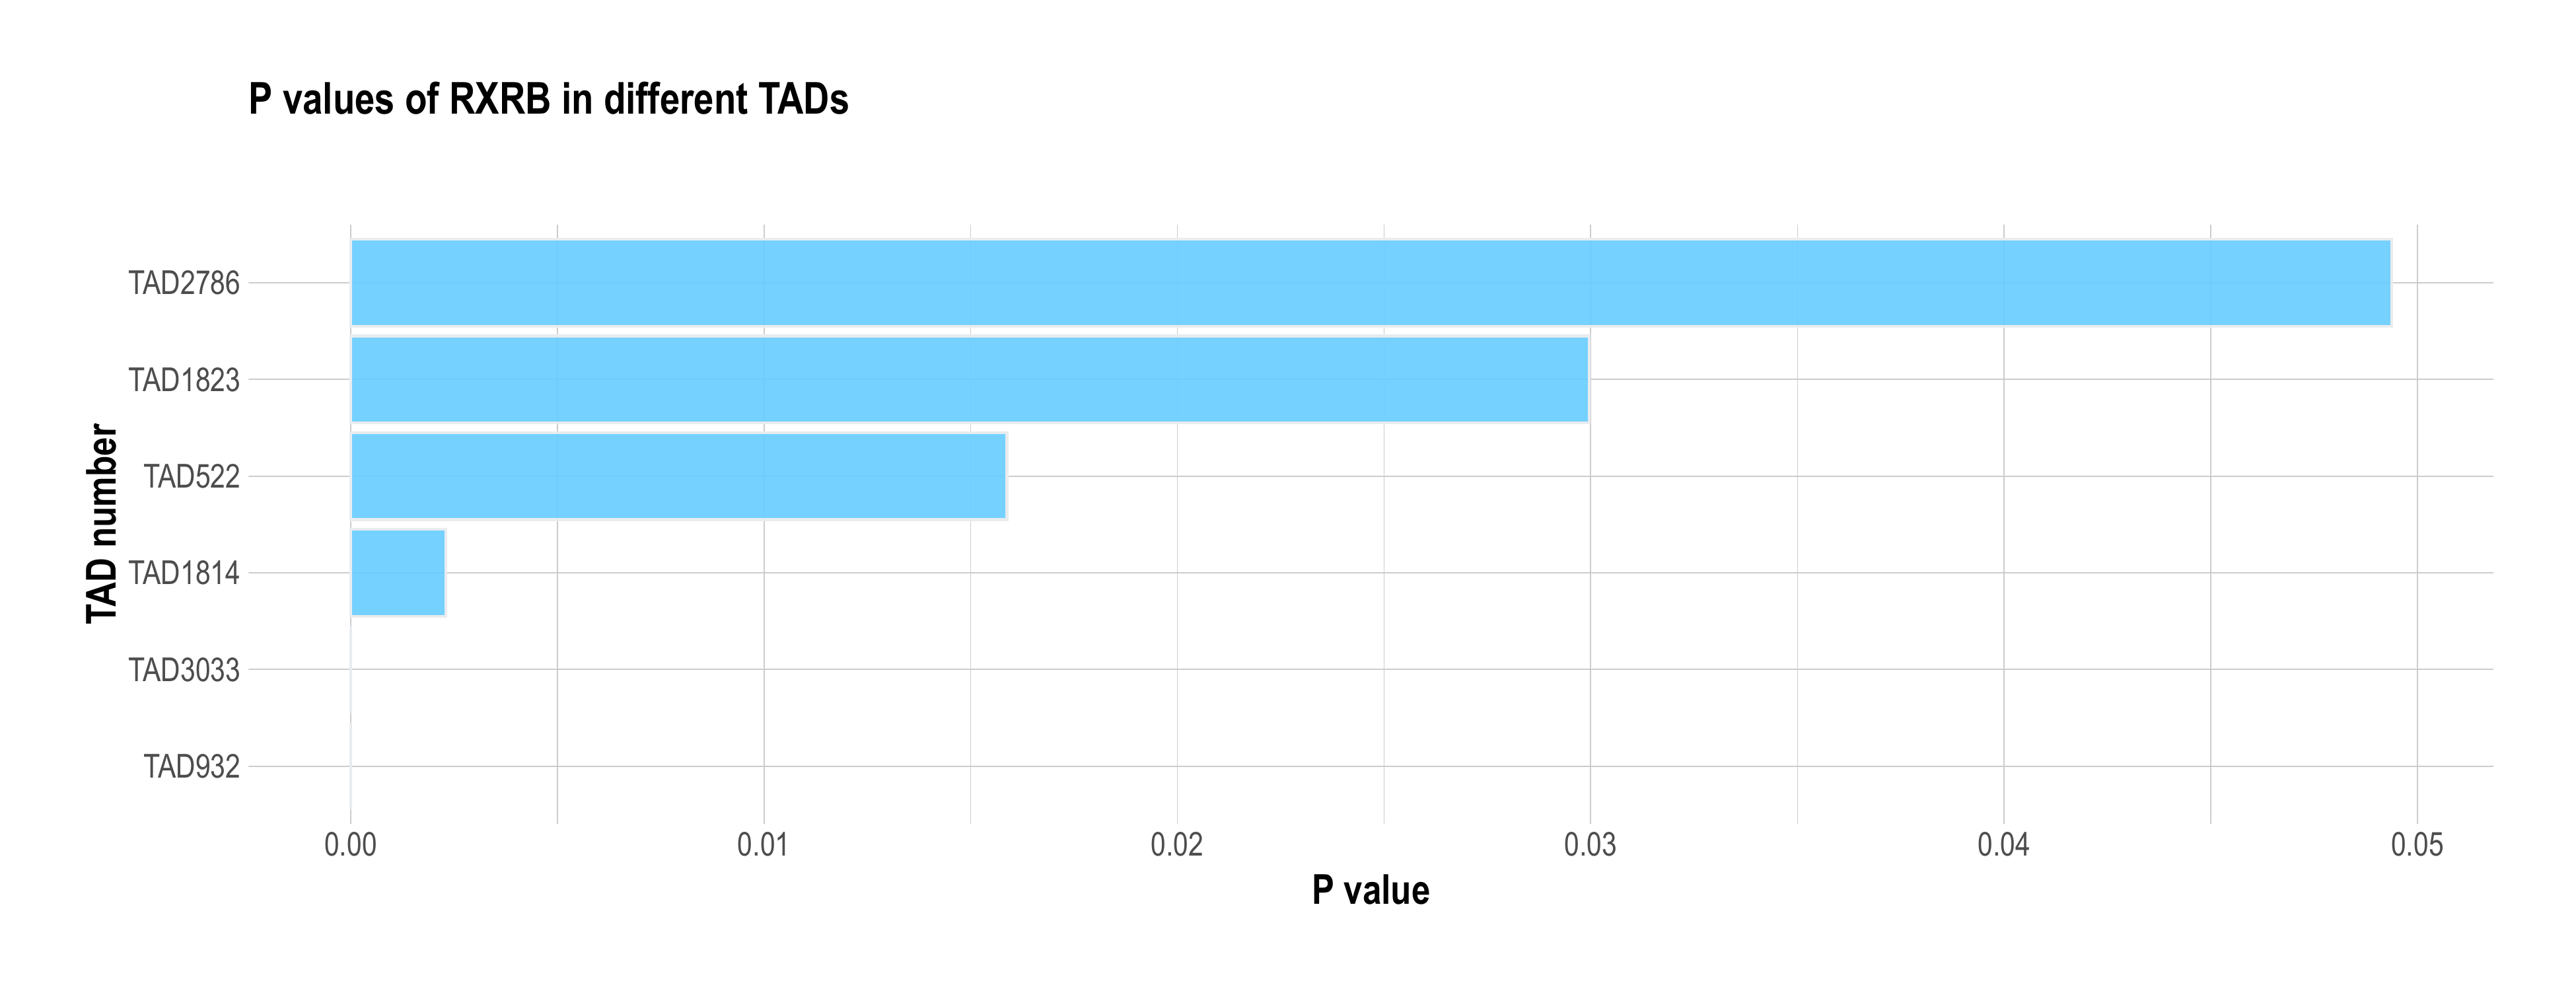 P values of RXRB in different TADs
TAD number
TAD2786
TAD1823
TAD522
TAD1814
TAD3033
TAD932
0.00 0.01 0.02 0.03 0.04 0.05
P value